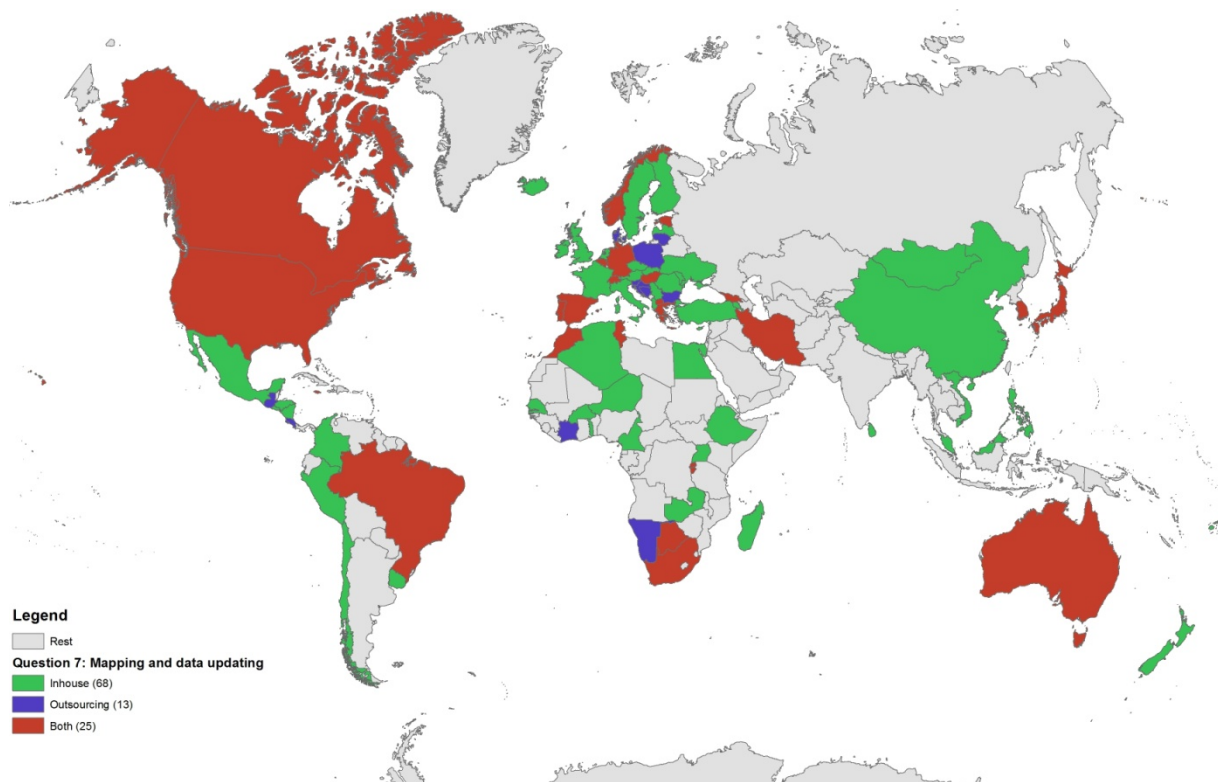 Legend
Rest
Question 7: Mapping and data updating
Inhouse (68)
Outsourcing (13)
Both (25)